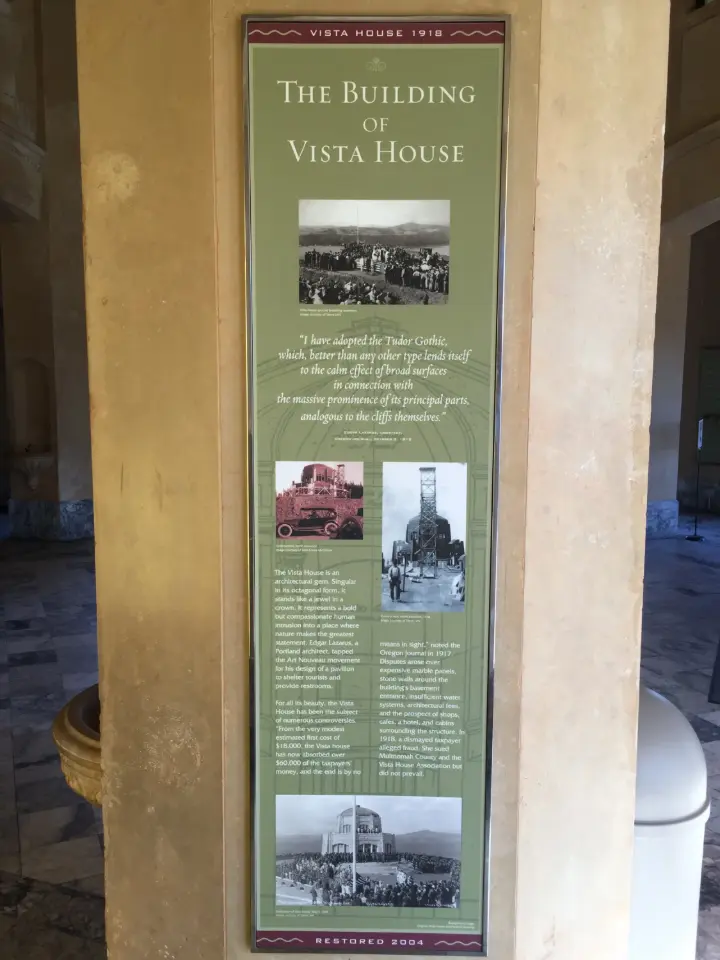 VISTA HOUSE 1918
THE BUILDING
OF
VISTA HOUSE
"I have adopted the Tudor Gothic,
which, better than any other type lends itself
to the calm effect of broad surfaces
in connection with
the massive prominence of its principal parts,
analogous to the cliffs themselves."
The Vista House is an
architectural gem. Singular
in its octagonal form, it
stands like a jewel in a
crown. It represents a bold
but compassionate human
intrusion into a place where
nature makes the greatest
statement. Edgar Lazarus, a
Portland architect, tapped
the Art Nouveau movement
for his design of a pavilion
to shelter tourists and
provide restrooms.
For all its beauty, the Vista
House has been the subject
of numerous controversies.
"From the very modest
estimated first cost of
$18,000, the Vista house
has now absorbed over
$60,000 of the taxpayers'
money, and the end is by no
means in sight," noted the
Oregon Journal in 1917.
Disputes arose over
expensive marble panels,
stone walls around the
building's basement
entrance, insufficient water
systems, architectural fees,
and the prospect of shops,
cafes, a hotel, and cabins
surrounding the structure. In
1918, a dismayed taxpayer
alleged fraud. She sued
Multnomah County and the
Vista House Association but
did not prevail.
RESTORED 2004